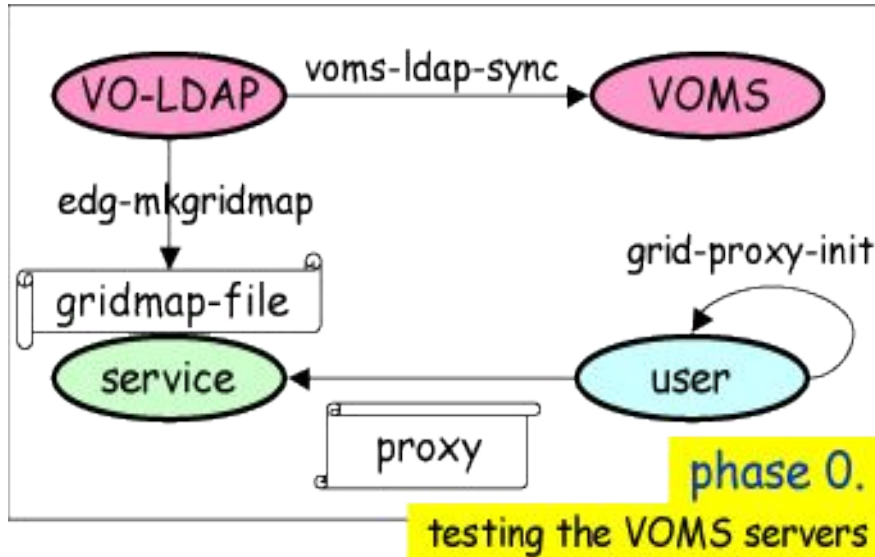 voms-ldap-sync
VO-LDAP
VOMS
edg-mkgridmap
grid-proxy-init
gridmap-file
service
user
proxy
phase 0.
testing the VOMS servers